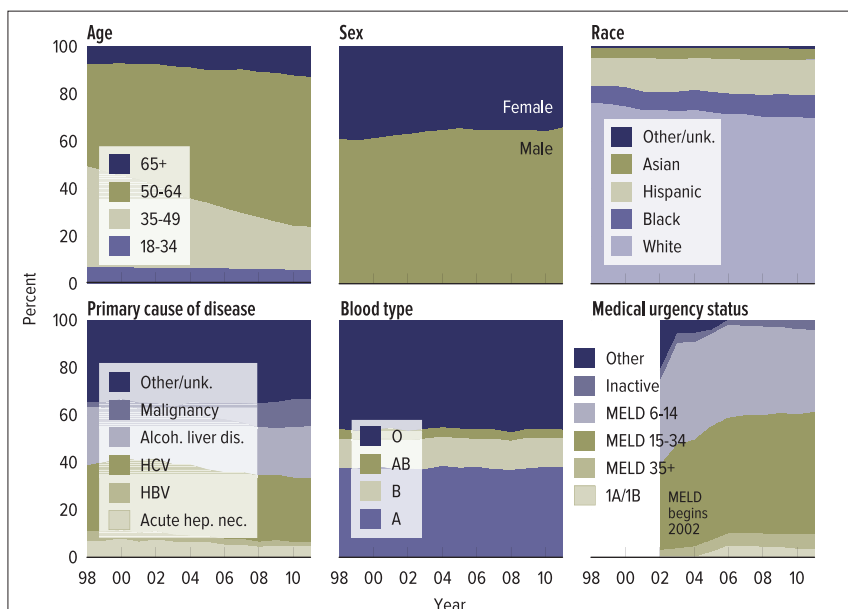 Age
100
80
60
40
20
0
65+
50-64
35-49
18-34
Sex
Female
Male
Race
Other/unk.
Asian
Hispanic
Black
White
Percent
Primary cause of disease
100
80
60
40
20
0
Other/unk.
Malignancy
Alcoh. liver dis.
HCV
HBV
Acute hep. nec.
98 00 02 04 06 08 10
Blood type
O
AB
B
A
98 00 02 04 06 08 10
Medical urgency status
Other
Inactive
MELD 6-14
MELD 15-34
MELD 35+
1A/1B
MELD
begins
2002
98 00 02 04 06 08 10
Year